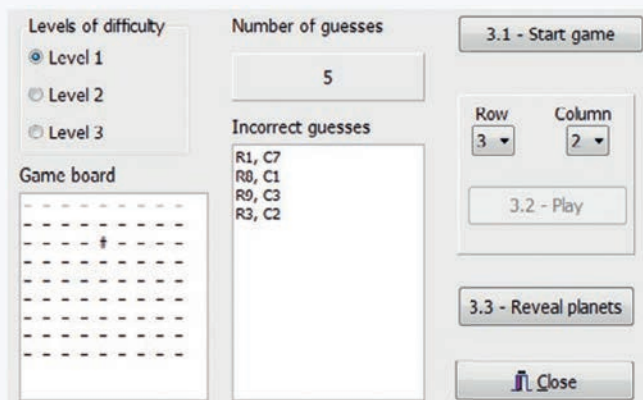 Levels of difficulty
Level 1
Level 2
Level 3
Game board
- - - - - - - - -
- - - - - - - - -
- - - - # - - - -
- - - - - - - - -
- - - - - - - - -
- - - - - - - - -
- - - - - - - - -
- - - - - - - - -
- - - - - - - - -
Number of guesses
5
Incorrect guesses
R1, C7
R8, C1
R9, C3
R3, C2
3.1 - Start game
Row Column
3 2
3.2 - Play
3.3 - Reveal planets
Close